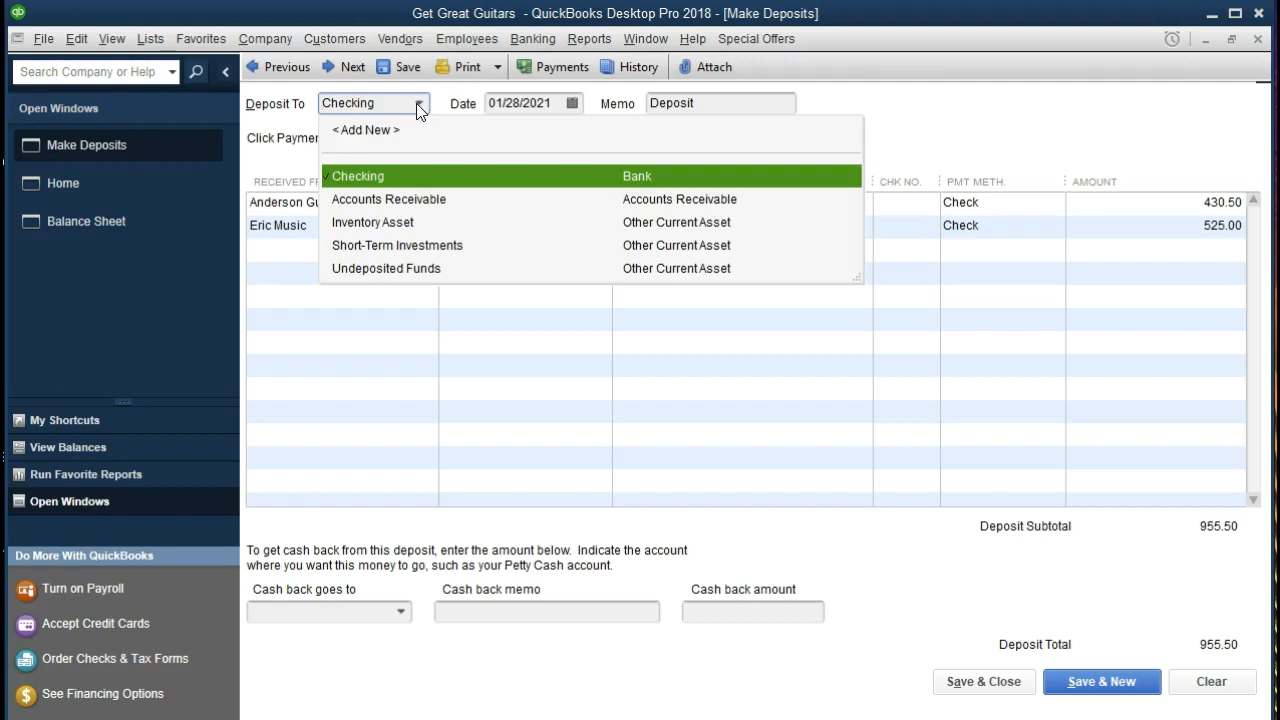 Get Great Guitars - QuickBooks Desktop Pro 2018 - [Make Deposits]
File Edit View Lists Favorites Company Customers Vendors Employees Banking Reports Window Help Special Offers
Search Company or Help
Previous Next Save Print Payments History Attach
Open Windows
Make Deposits
Home
Balance Sheet
My Shortcuts
View Balances
Run Favorite Reports
Open Windows
Do More With QuickBooks
Turn on Payroll
Accept Credit Cards
Order Checks & Tax Forms
See Financing Options
Deposit To Checking Date 01/28/2021 Memo Deposit
Click Paymen
< Add New >
Checking Bank
Accounts Receivable Accounts Receivable
Inventory Asset Other Current Asset
Short-Term Investments Other Current Asset
Undeposited Funds Other Current Asset
RECEIVED F CHK NO. PMT METH. AMOUNT
Anderson Gu Check 430.50
Eric Music Check 525.00
Deposit Subtotal 955.50
To get cash back from this deposit, enter the amount below. Indicate the account
where you want this money to go, such as your Petty Cash account.
Cash back goes to Cash back memo Cash back amount
Deposit Total 955.50
Save & Close Save & New Clear